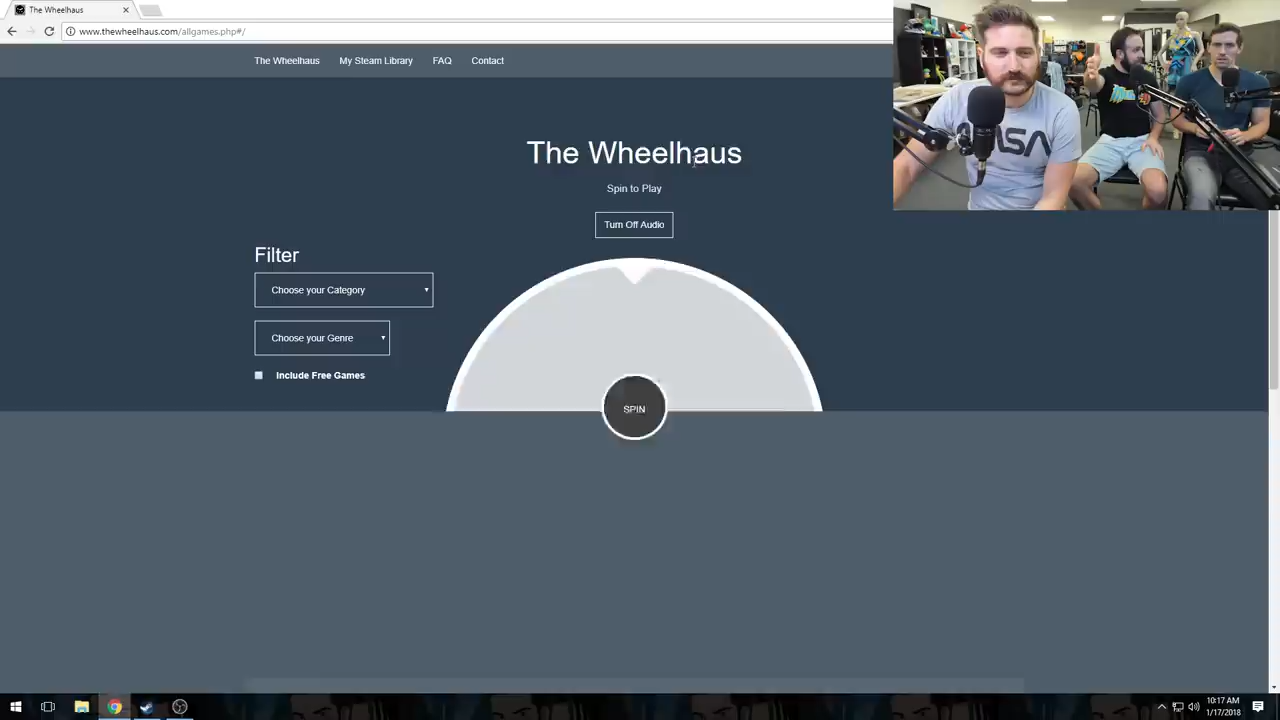 The Wheelhaus
www.thewheelhaus.com/allgames.php#/
The Wheelhaus
My Steam Library
FAQ
Contact
The Wheelhaus
Spin to Play
Turn Off Audio
Filter
Choose your Category
Choose your Genre
Include Free Games
SPIN
10:17 AM
1/17/2018